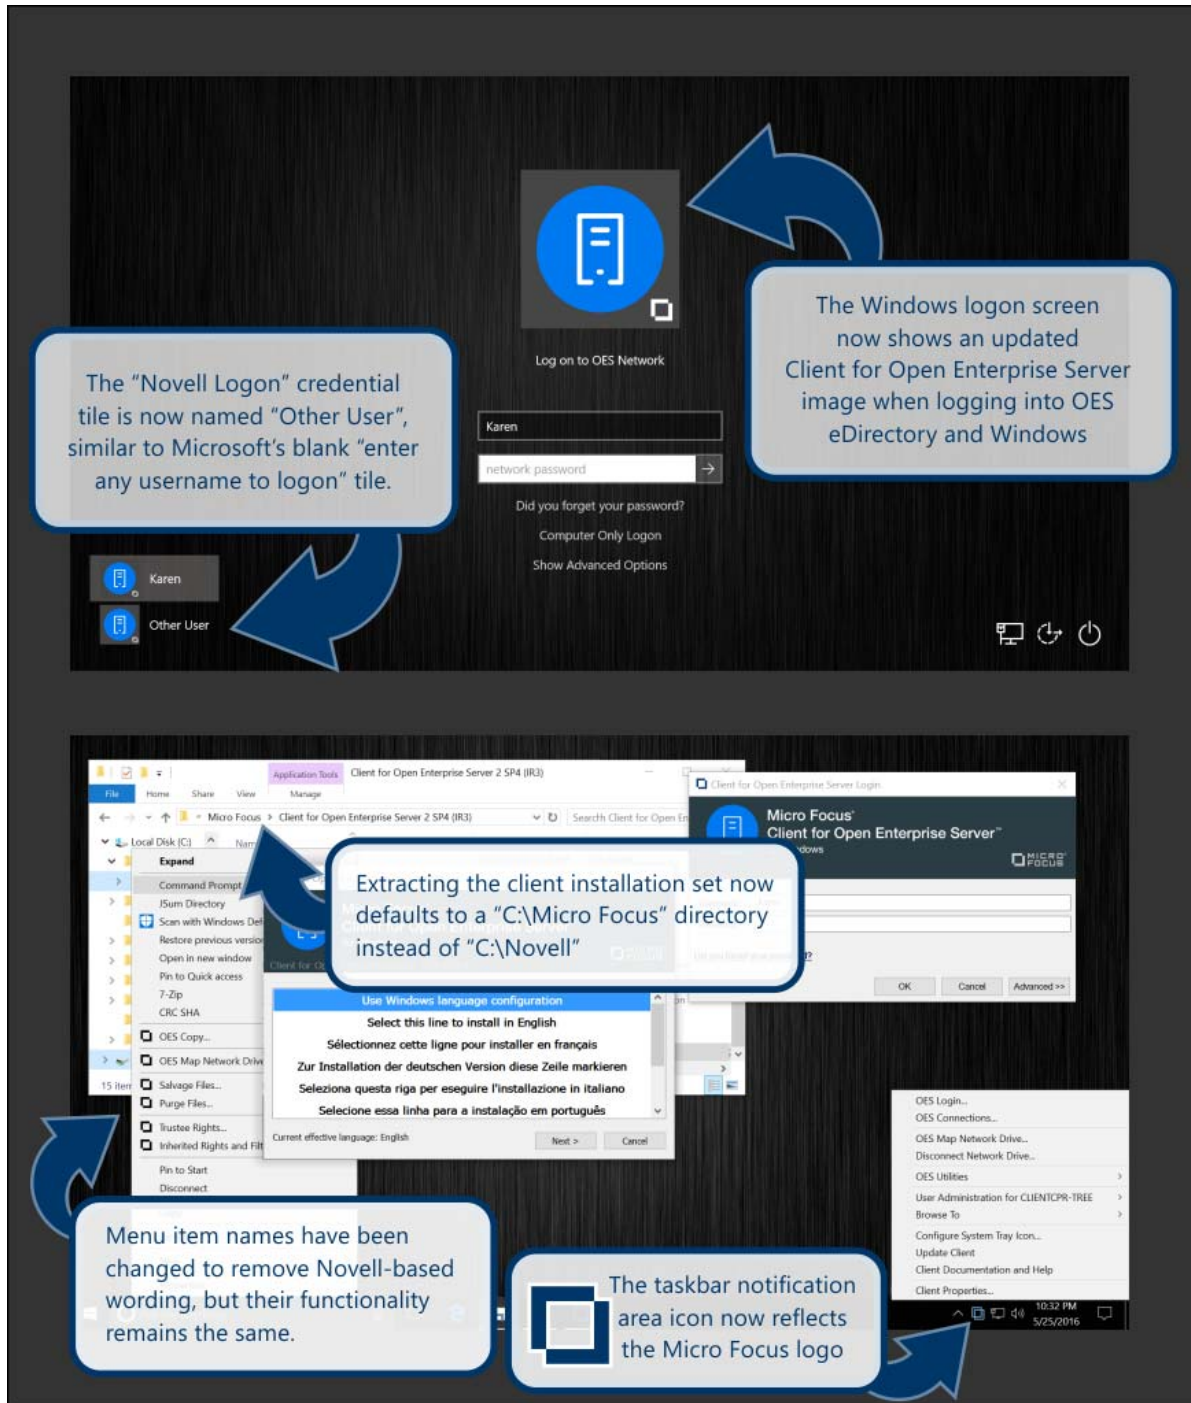 Log on to OES Network
The Windows logon screen
now shows an updated
Client for Open Enterprise Server
image when logging into OES
eDirectory and Windows
The “Novell Logon” credential
tile is now named “Other User”,
similar to Microsoft’s blank “enter
any username to logon” tile.
Karen
network password
Did you forget your password?
Computer Only Logon
Show Advanced Options
Karen
Other User
Application Tools
Client for Open Enterprise Server 2 SP4 (IR3)
File Home Share View Manage
Micro Focus > Client for Open Enterprise Server 2 SP4 (IR3)
Search Client for Open En
Local Disk (C:)
Expand
Command Prompt
JSum Directory
Scan with Windows Def
Restore previous version
Open in new window
Pin to Quick access
7-Zip
CRC SHA
OES Copy...
OES Map Network Drive
15 item
Salvage Files...
Purge Files...
Trustee Rights...
Inherited Rights and Filt
Pin to Start
Disconnect
Extracting the client installation set now
defaults to a “C:\Micro Focus” directory
instead of “C:\Novell”
Use Windows language configuration
Select this line to install in English
Sélectionnez cette ligne pour installer en français
Zur Installation der deutschen Version diese Zeile markieren
Seleziona questa riga per eseguire l'installazione in italiano
Selecione essa linha para a instalação em português
Current effective language: English
Next >
Cancel
Client for Open Enterprise Server Login
Micro Focus®
Client for Open Enterprise Server™
MICRO FOCUS
OK
Cancel
Advanced >>
OES Login...
OES Connections...
OES Map Network Drive...
Disconnect Network Drive...
OES Utilities
User Administration for CLIENTCPR-TREE
Browse To
Configure System Tray Icon...
Update Client
Client Documentation and Help
Client Properties...
10:32 PM
5/25/2016
Menu item names have been
changed to remove Novell-based
wording, but their functionality
remains the same.
The taskbar notification
area icon now reflects
the Micro Focus logo